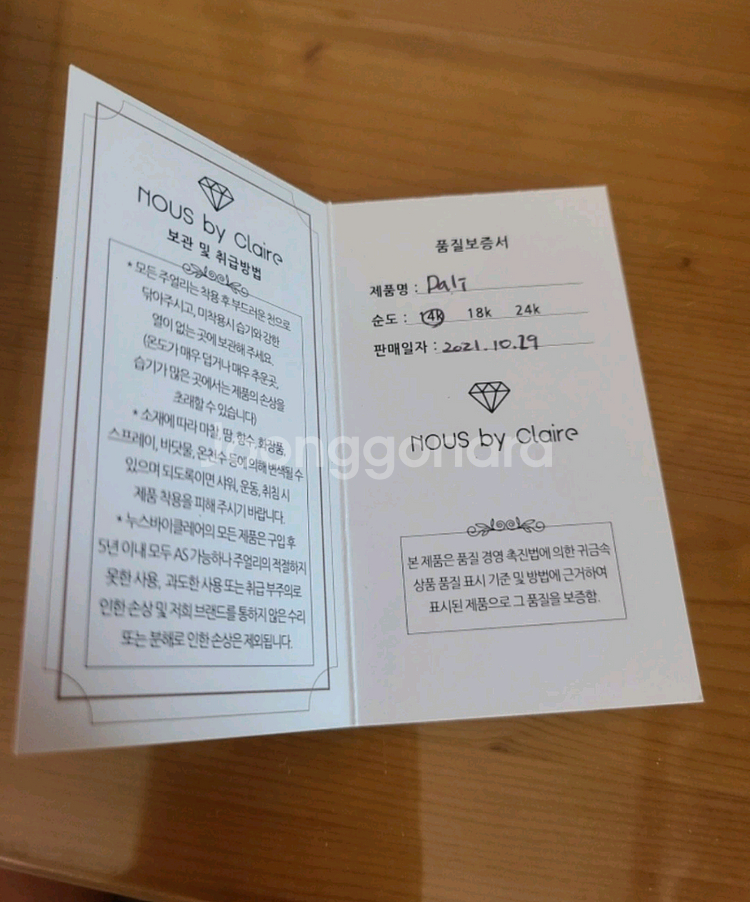 NOUS by Claire
보관 및 취급방법
* 모든 주얼리는 착용 후 부드러운 천으로
닦아주시고, 미착용시 습기와 강한
열이 없는 곳에 보관해 주세요.
(온도가 매우 덥거나 매우 추운곳,
습기가 많은 곳에서는 제품의 손상을
초래할 수 있습니다)
* 소재에 따라 마찰, 땀, 향수, 화장품,
스프레이, 바닷물, 온천수 등에 의해 변색될 수
있으며 되도록이면 샤워, 운동, 취침 시
제품 착용을 피해 주시기 바랍니다.
* 누스바이클레어의 모든 제품은 구입 후
5년 이내 모두 AS 가능하나 주얼리의 적절하지
못한 사용, 과도한 사용 또는 취급 부주의로
인한 손상 및 저희 브랜드를 통하지 않은 수리
또는 분해로 인한 손상은 제외됩니다.
품질보증서
제품명 : Dali
순도 : 14k 18k 24k
판매일자 : 2021.10.29
NOUS by Claire
본 제품은 품질 경영 촉진법에 의한 귀금속
상품 품질 표시 기준 및 방법에 근거하여
표시된 제품으로 그 품질을 보증함.
joonggonara